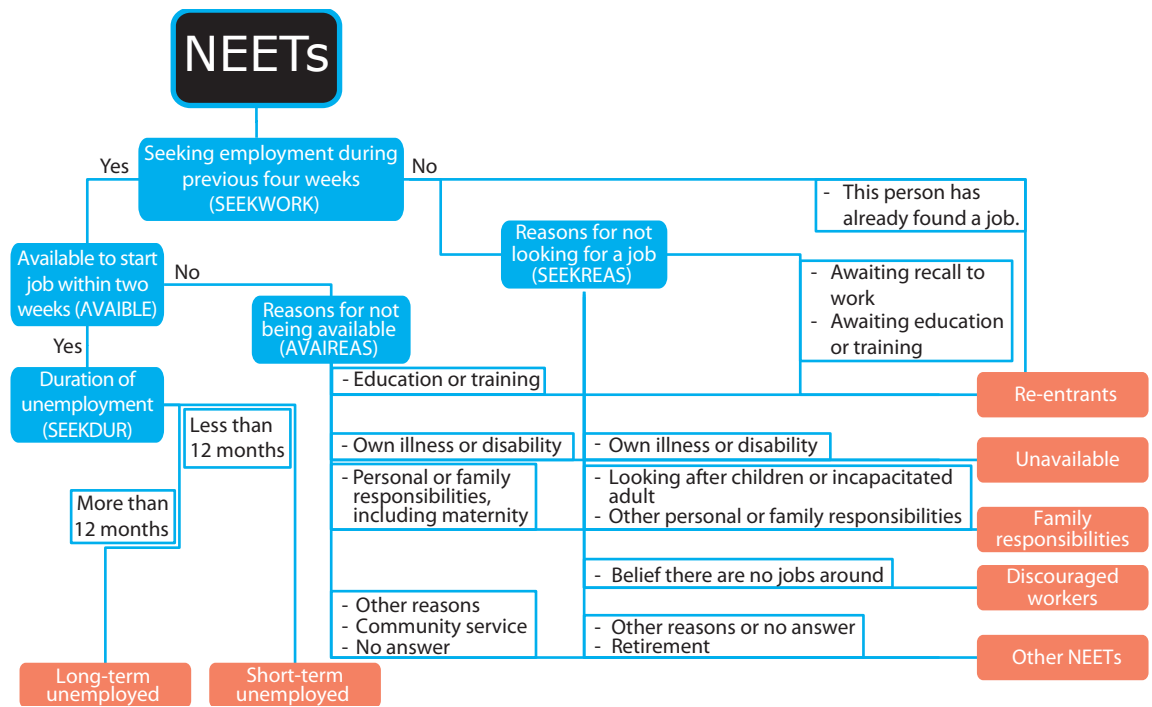 NEETs
Yes
Seeking employment during
previous four weeks
(SEEKWORK)
No
- This person has
already found a job.
Reasons for not
looking for a job
(SEEKREAS)
Available to start
job within two
weeks (AVAIBLE)
No
- Awaiting recall to
work
- Awaiting education
or training
Reasons for not
being available
(AVAIREAS)
Yes
Duration of
unemployment
(SEEKDUR)
- Education or training
Re-entrants
Less than
12 months
- Own illness or disability
- Own illness or disability
Unavailable
- Personal or family
responsibilities,
including maternity
- Looking after children or incapacitated
adult
- Other personal or family responsibilities
Family
responsibilities
More than
12 months
- Belief there are no jobs around
Discouraged
workers
- Other reasons
- Community service
- No answer
- Other reasons or no answer
- Retirement
Other NEETs
Long-term
unemployed
Short-term
unemployed